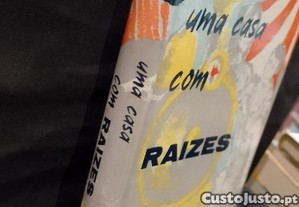 uma casa
com
RAIZES
uma casa
com RAIZES
CustoJusto.pt